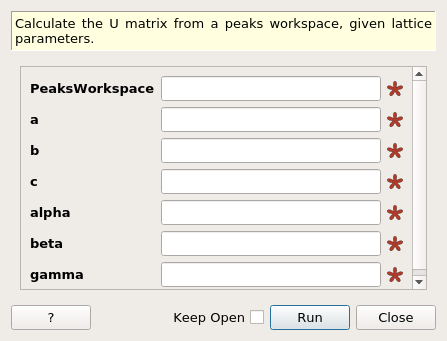 Calculate the U matrix from a peaks workspace, given lattice
parameters.
PeaksWorkspace
a
b
c
alpha
beta
gamma
?
Keep Open
Run
Close